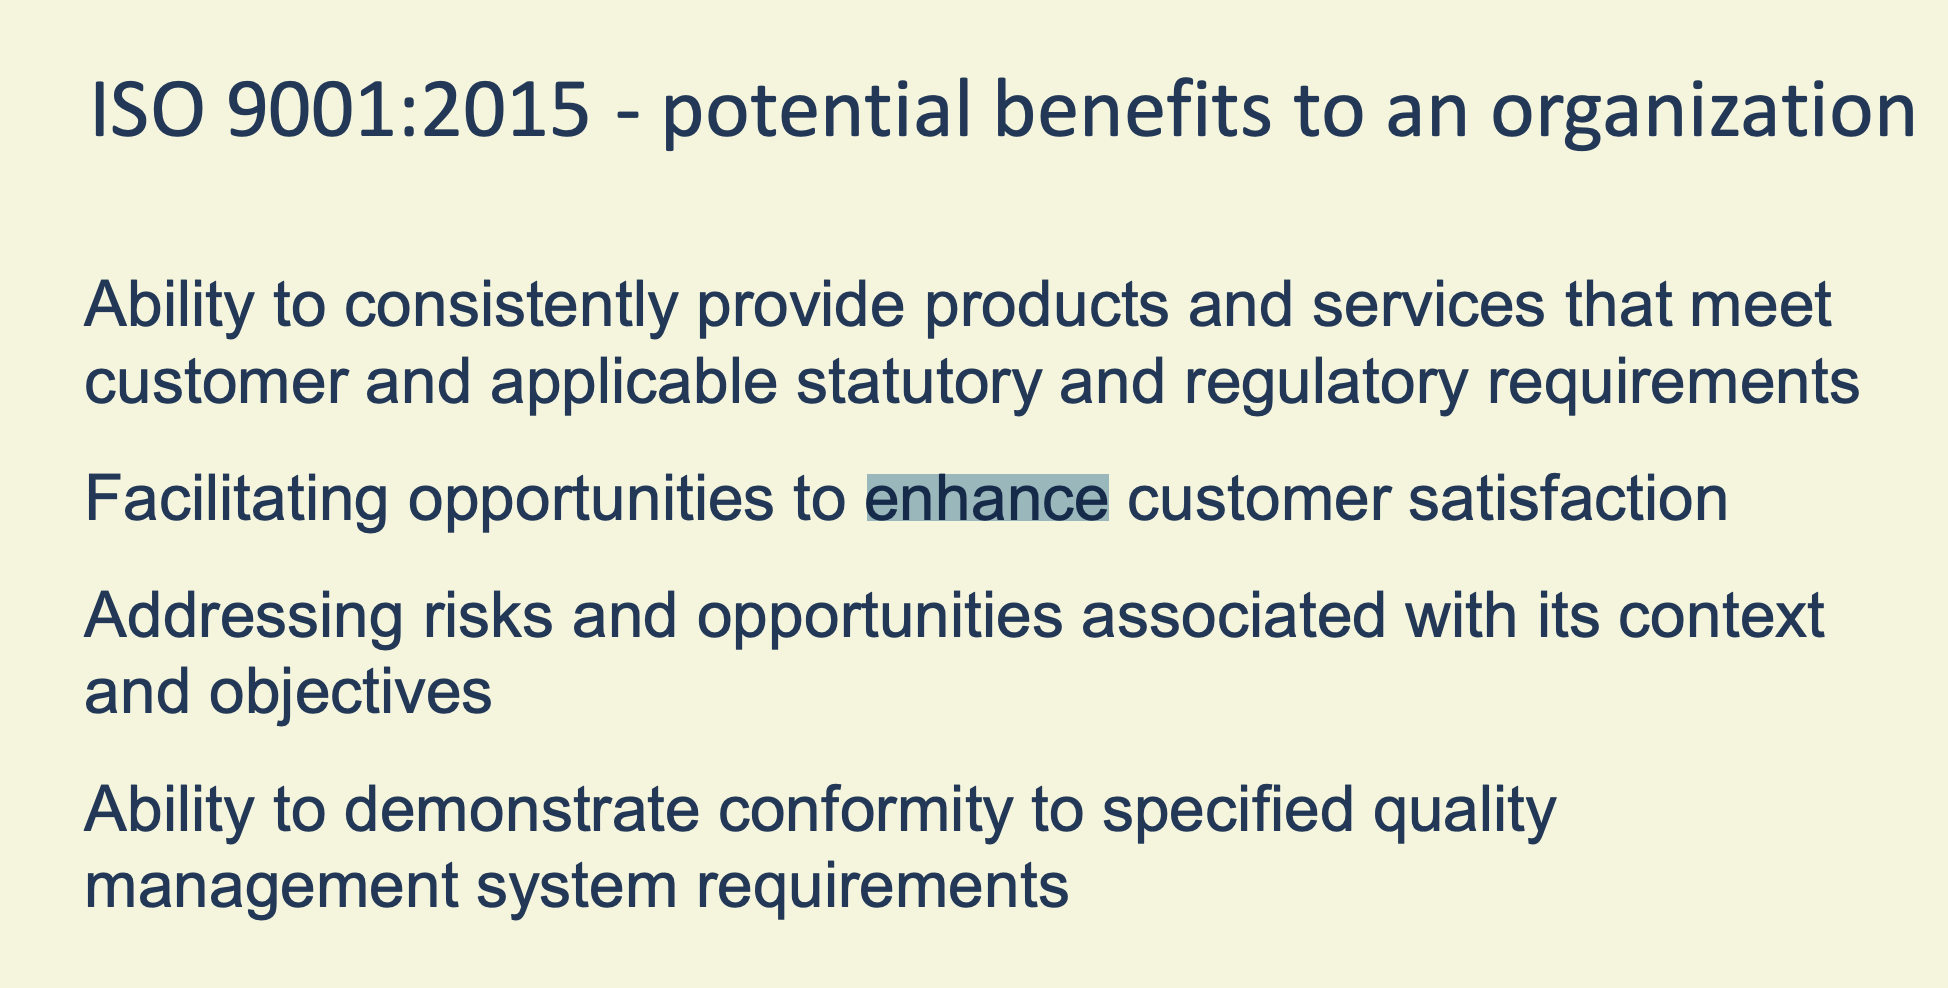 ISO 9001:2015 - potential benefits to an organization
Ability to consistently provide products and services that meet
customer and applicable statutory and regulatory requirements
Facilitating opportunities to enhance customer satisfaction
Addressing risks and opportunities associated with its context
and objectives
Ability to demonstrate conformity to specified quality
management system requirements